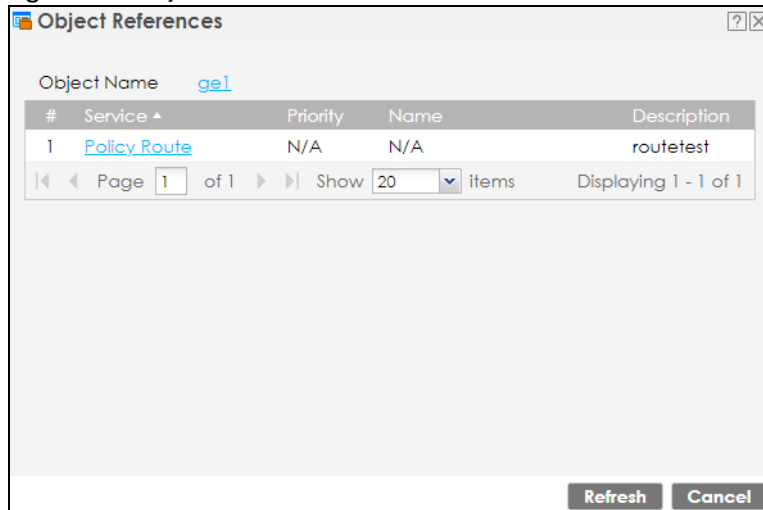 Object References
Object Name ge1
# Service Priority Name Description
1 Policy Route N/A N/A routetest
Page 1 of 1 Show 20 items Displaying 1 - 1 of 1
Refresh Cancel